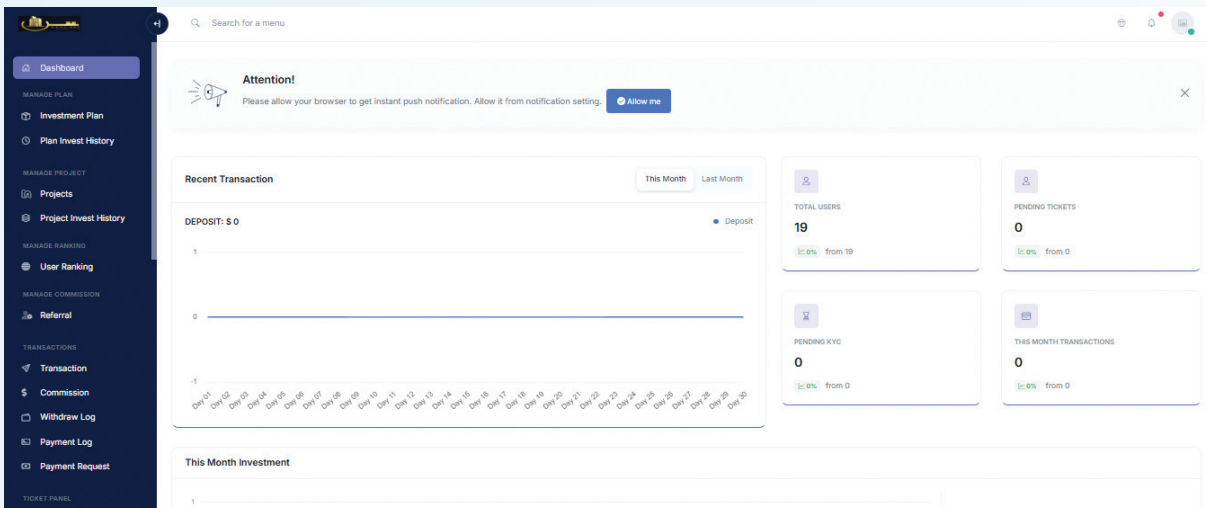 Search for a menu
Dashboard
MANAGE PLAN
Investment Plan
Plan Invest History
MANAGE PROJECT
Projects
Project Invest History
MANAGE RANKING
User Ranking
MANAGE COMMISSION
Referral
TRANSACTIONS
Transaction
Commission
Withdraw Log
Payment Log
Payment Request
TICKET PANEL
Attention!
Please allow your browser to get instant push notification. Allow it from notification setting. Allow me
Recent Transaction
This Month Last Month
DEPOSIT: $ 0
Deposit
1
0
-1
Day 01 Day 02 Day 03 Day 04 Day 05 Day 06 Day 07 Day 08 Day 09 Day 10 Day 11 Day 12 Day 13 Day 14 Day 15 Day 16 Day 17 Day 18 Day 19 Day 20 Day 21 Day 22 Day 23 Day 24 Day 25 Day 26 Day 27 Day 28 Day 29 Day 30
TOTAL USERS
19
0% from 19
PENDING TICKETS
0
0% from 0
PENDING KYC
0
0% from 0
THIS MONTH TRANSACTIONS
0
0% from 0
This Month Investment
1